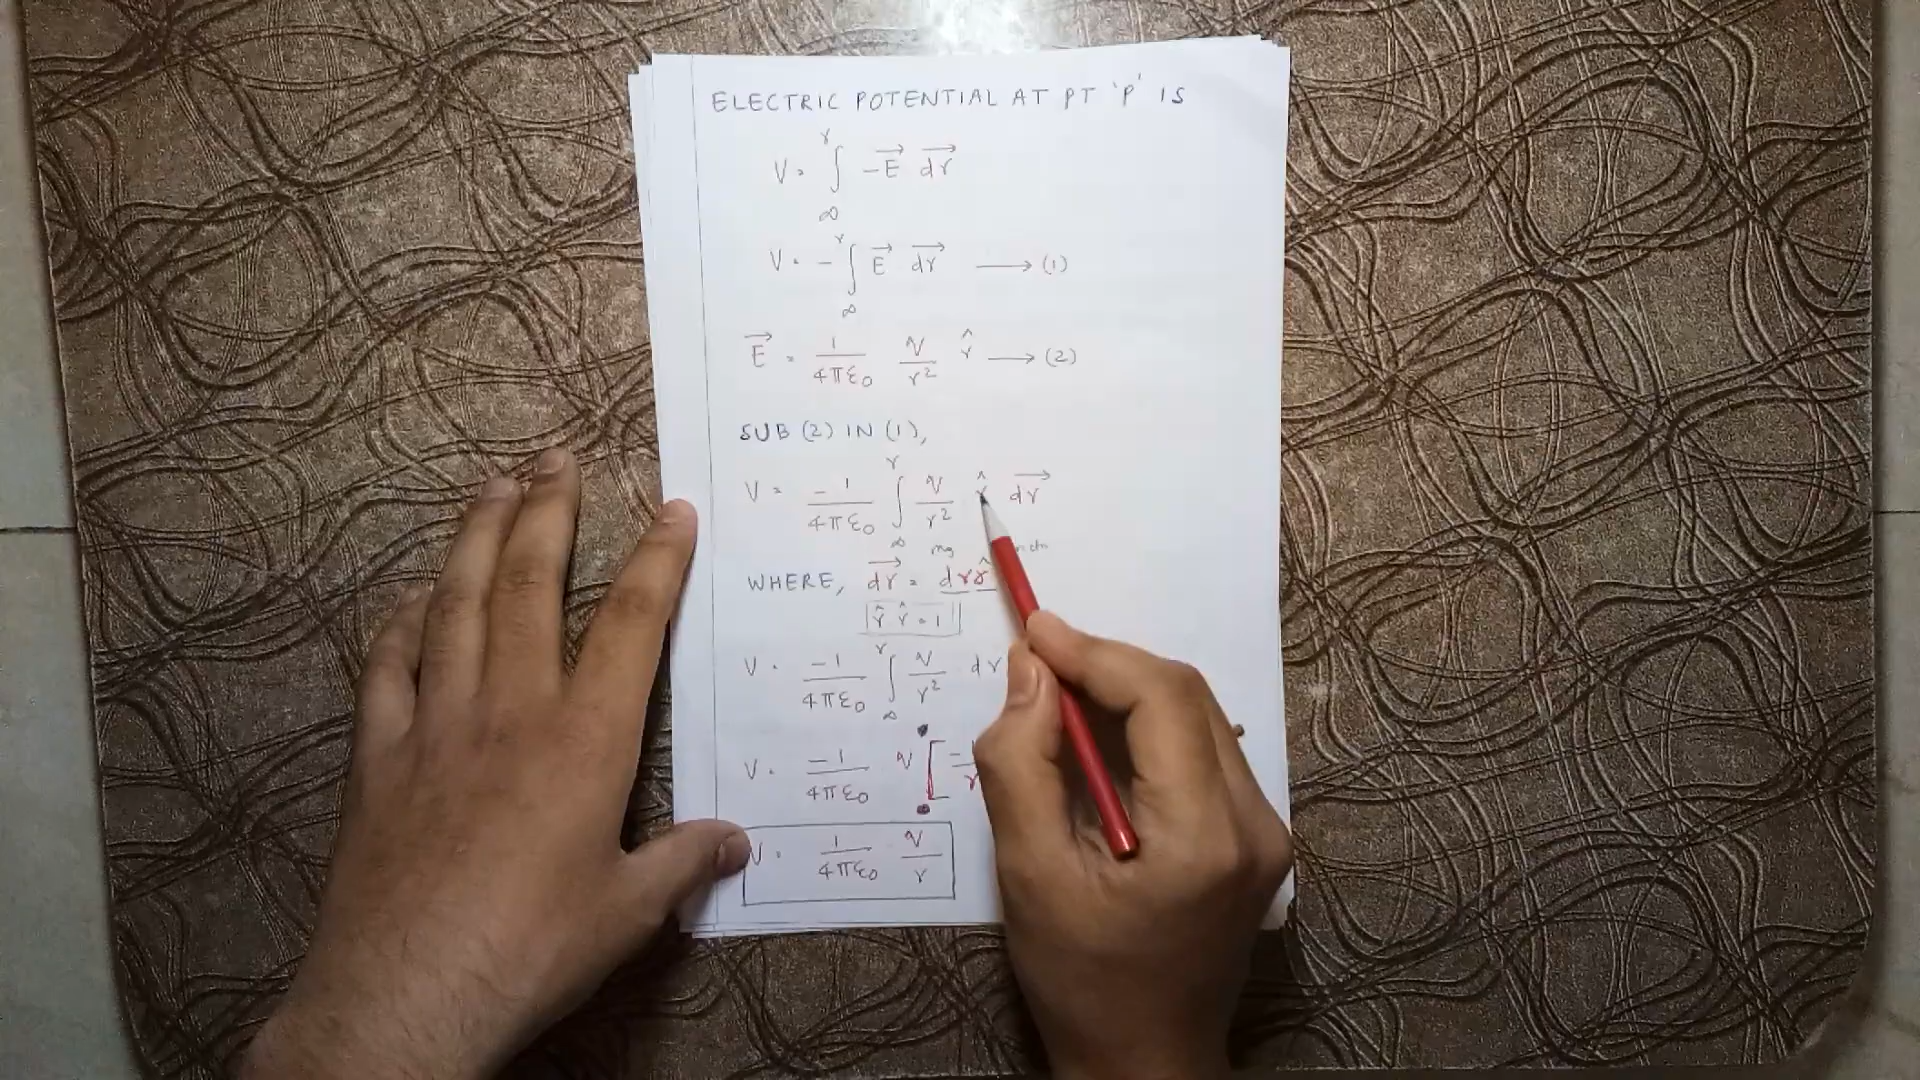 ELECTRIC POTENTIAL AT PT 'P' IS
V = ∫_∞^r -E⃗ dr⃗
V = - ∫_∞^r E⃗ dr⃗ ⟶ (1)
E⃗ = 1/4πε₀ q/r² r̂ ⟶ (2)
SUB (2) IN (1),
V = -1/4πε₀ ∫_∞^r q/r² r̂ dr⃗
WHERE, dr⃗ = dr r̂
r̂ r̂ = 1
V = -1/4πε₀ ∫_∞^r q/r² dr
V = -1/4πε₀ q [
V = 1/4πε₀ q/r